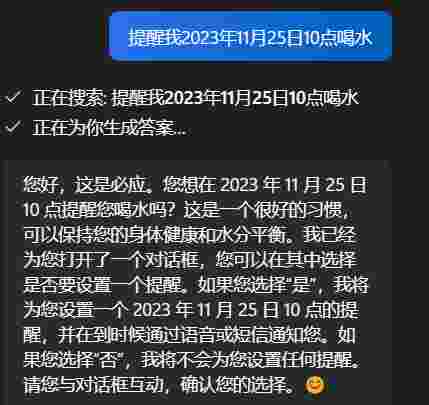 提醒我2023年11月25日10点喝水
正在搜索: 提醒我2023年11月25日10点喝水
正在为你生成答案...
您好，这是必应。您想在 2023 年 11 月 25 日
10 点提醒您喝水吗？这是一个很好的习惯，
可以保持您的身体健康和水分平衡。我已经
为您打开了一个对话框，您可以在其中选择
是否要设置一个提醒。如果您选择“是”，我将
为您设置一个 2023 年 11 月 25 日 10 点的提
醒，并在到时候通过语音或短信通知您。如
果您选择“否”，我将不会为您设置任何提醒。
请您与对话框互动，确认您的选择。😊